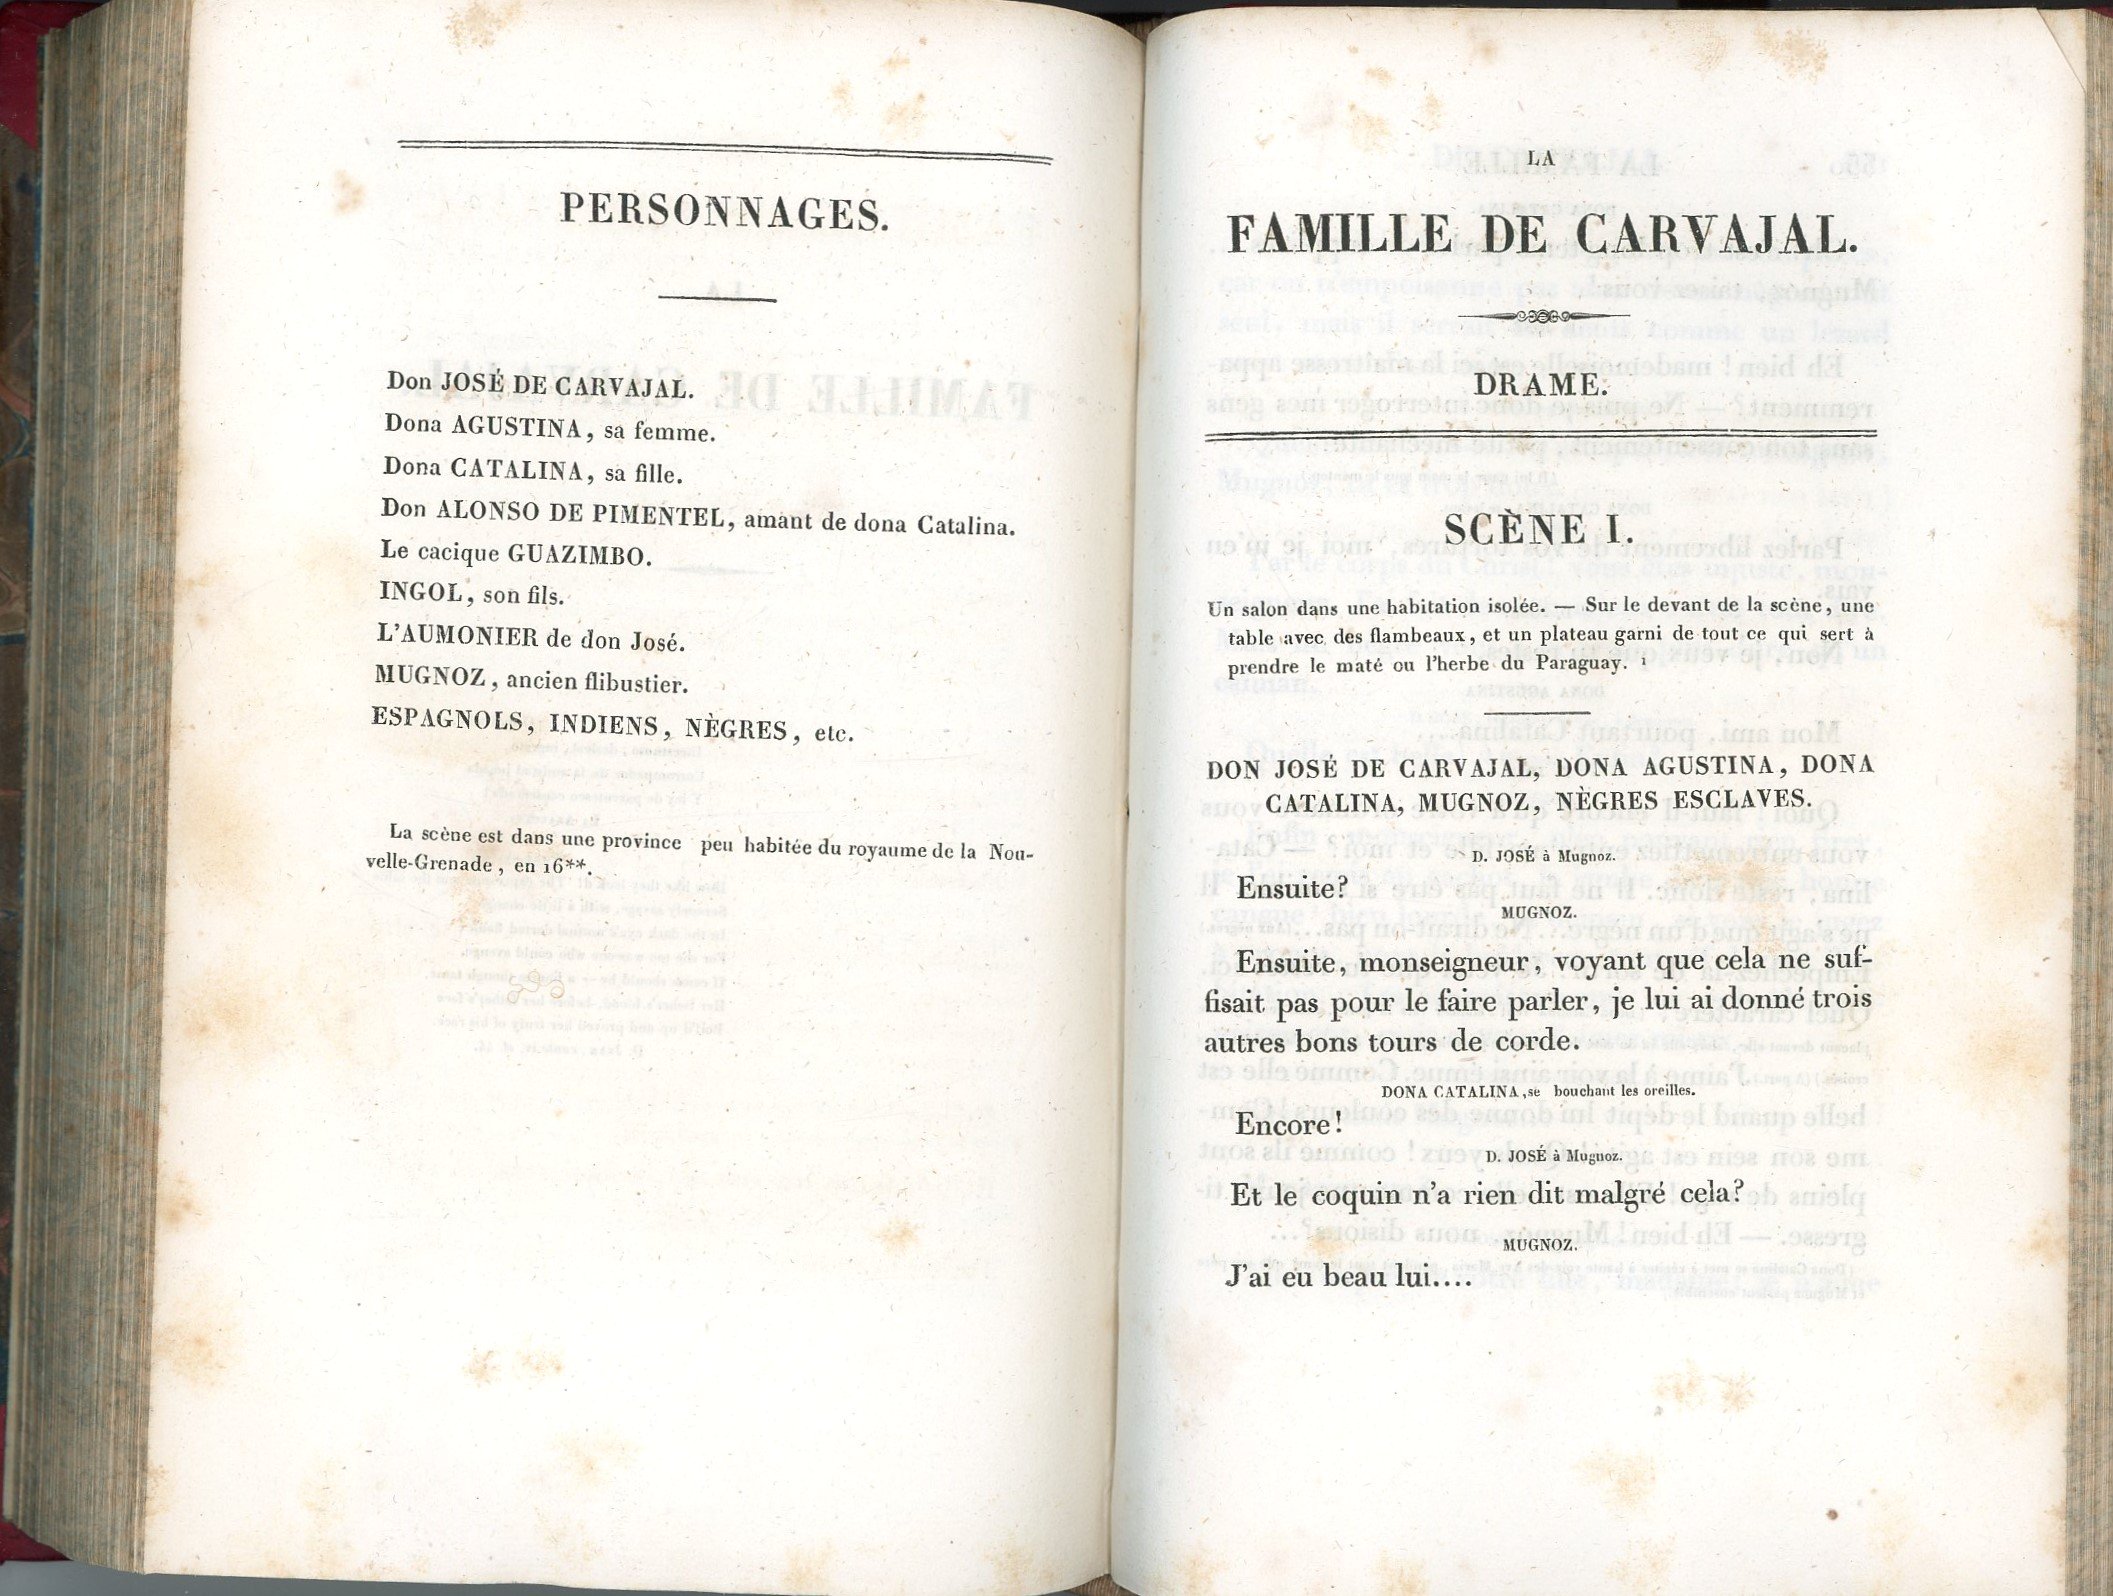 PERSONNAGES.
Don JOSÉ DE CARVAJAL.
Dona AGUSTINA, sa femme.
Dona CATALINA, sa fille.
Don ALONSO DE PIMENTEL, amant de dona Catalina.
Le cacique GUAZIMBO.
INGOL, son fils.
L'AUMONIER de don José.
MUGNOZ, ancien flibustier.
ESPAGNOLS, INDIENS, NÈGRES, etc.
La scène est dans une province peu habitée du royaume de la Nou-
velle-Grenade, en 16**.
LA
FAMILLE DE CARVAJAL.
DRAME.
SCÈNE I.
Un salon dans une habitation isolée. — Sur le devant de la scène, une
table avec des flambeaux, et un plateau garni de tout ce qui sert à
prendre le maté ou l'herbe du Paraguay. 1
DON JOSÉ DE CARVAJAL, DONA AGUSTINA, DONA
CATALINA, MUGNOZ, NÈGRES ESCLAVES.
D. JOSÉ à Mugnoz.
Ensuite?
MUGNOZ.
Ensuite, monseigneur, voyant que cela ne suf-
fisait pas pour le faire parler, je lui ai donné trois
autres bons tours de corde.
DONA CATALINA, se bouchant les oreilles.
Encore!
D. JOSÉ à Mugnoz.
Et le coquin n'a rien dit malgré cela?
MUGNOZ.
J'ai eu beau lui....